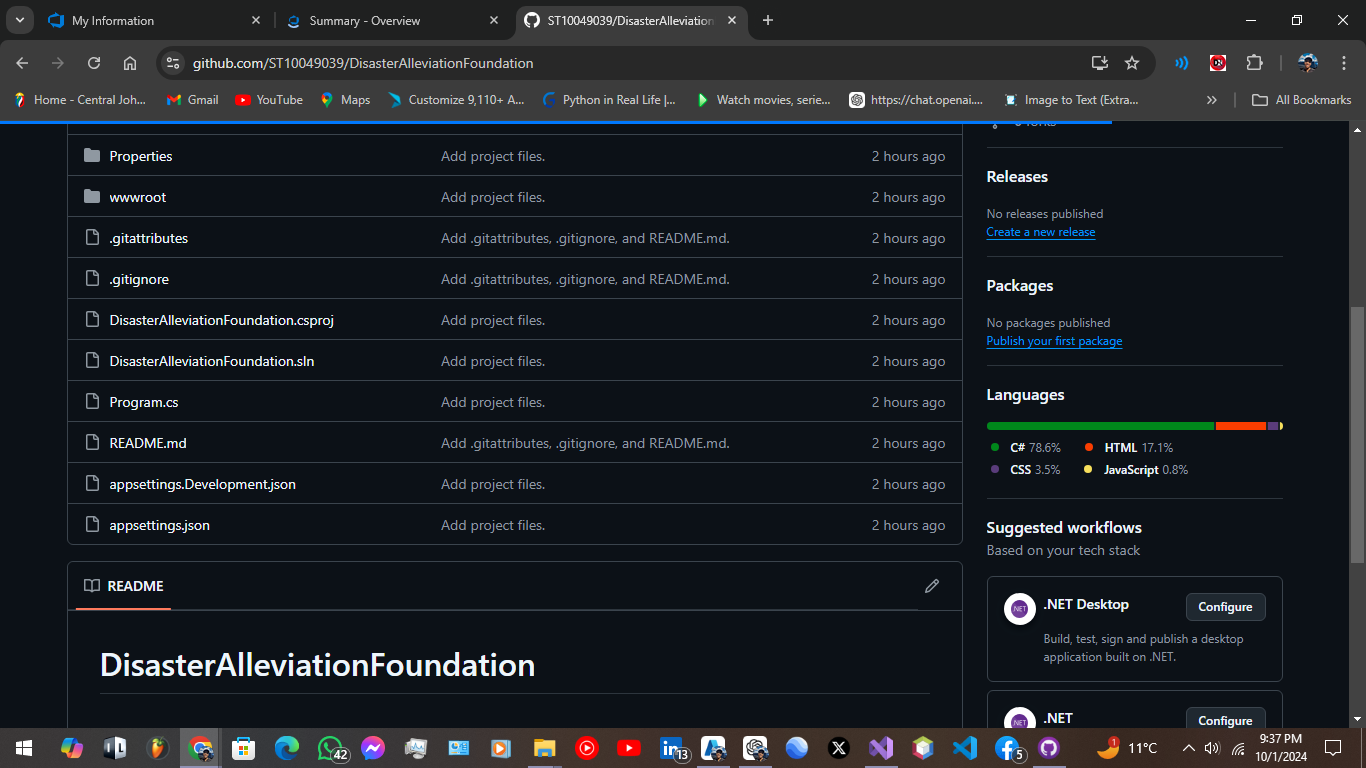 My Information
Summary - Overview
ST10049039/DisasterAlleviation
github.com/ST10049039/DisasterAlleviationFoundation
Home - Central Joh...
Gmail
YouTube
Maps
Customize 9,110+ A...
Python in Real Life |...
Watch movies, serie...
https://chat.openai....
Image to Text (Extra...
All Bookmarks
0 forks
Properties
Add project files.
2 hours ago
wwwroot
Add project files.
2 hours ago
.gitattributes
Add .gitattributes, .gitignore, and README.md.
2 hours ago
.gitignore
Add .gitattributes, .gitignore, and README.md.
2 hours ago
DisasterAlleviationFoundation.csproj
Add project files.
2 hours ago
DisasterAlleviationFoundation.sln
Add project files.
2 hours ago
Program.cs
Add project files.
2 hours ago
README.md
Add .gitattributes, .gitignore, and README.md.
2 hours ago
appsettings.Development.json
Add project files.
2 hours ago
appsettings.json
Add project files.
2 hours ago
README
DisasterAlleviationFoundation
Releases
No releases published
Create a new release
Packages
No packages published
Publish your first package
Languages
C# 78.6%
HTML 17.1%
CSS 3.5%
JavaScript 0.8%
Suggested workflows
Based on your tech stack
.NET
.NET Desktop
Configure
Build, test, sign and publish a desktop
application built on .NET.
.NET
.NET
Configure
42
13
5
1
11°C
9:37 PM
10/1/2024